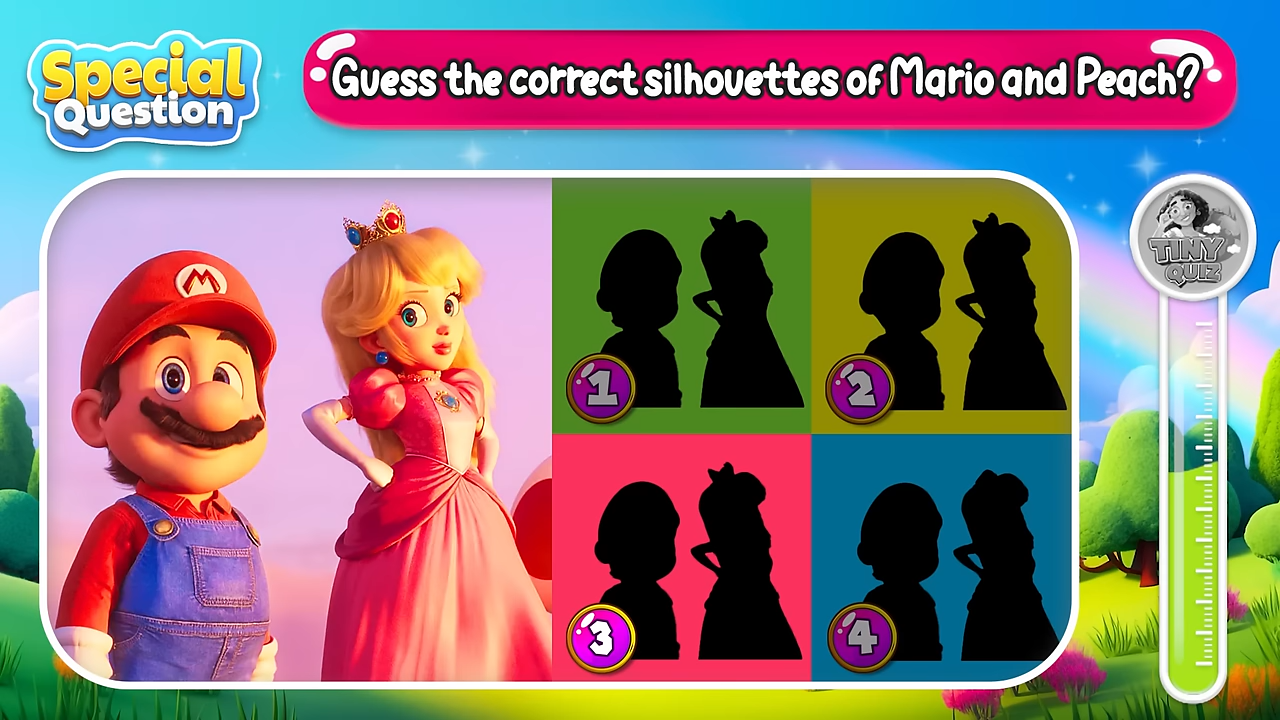 Special
Question
Guess the correct silhouettes of Mario and Peach?
M
TINY
QUIZ
1
2
3
4